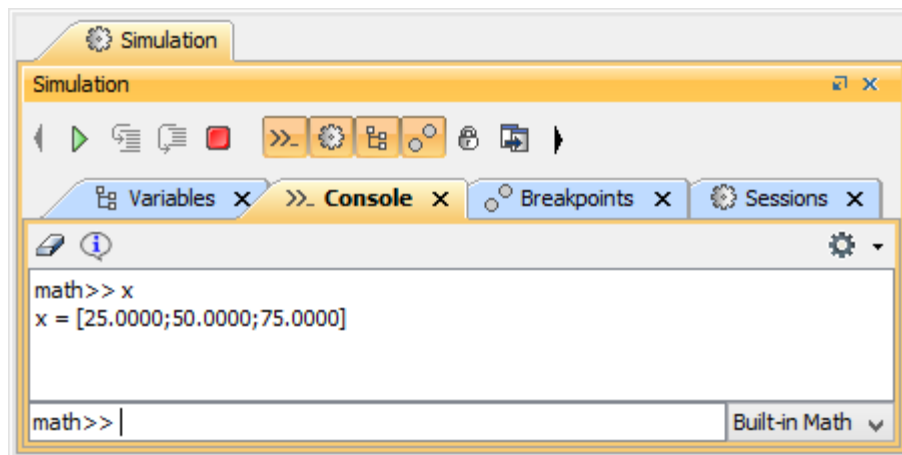 Simulation
Simulation
Variables Console Breakpoints Sessions
math>> x
x = [25.0000;50.0000;75.0000]
math>> Built-in Math